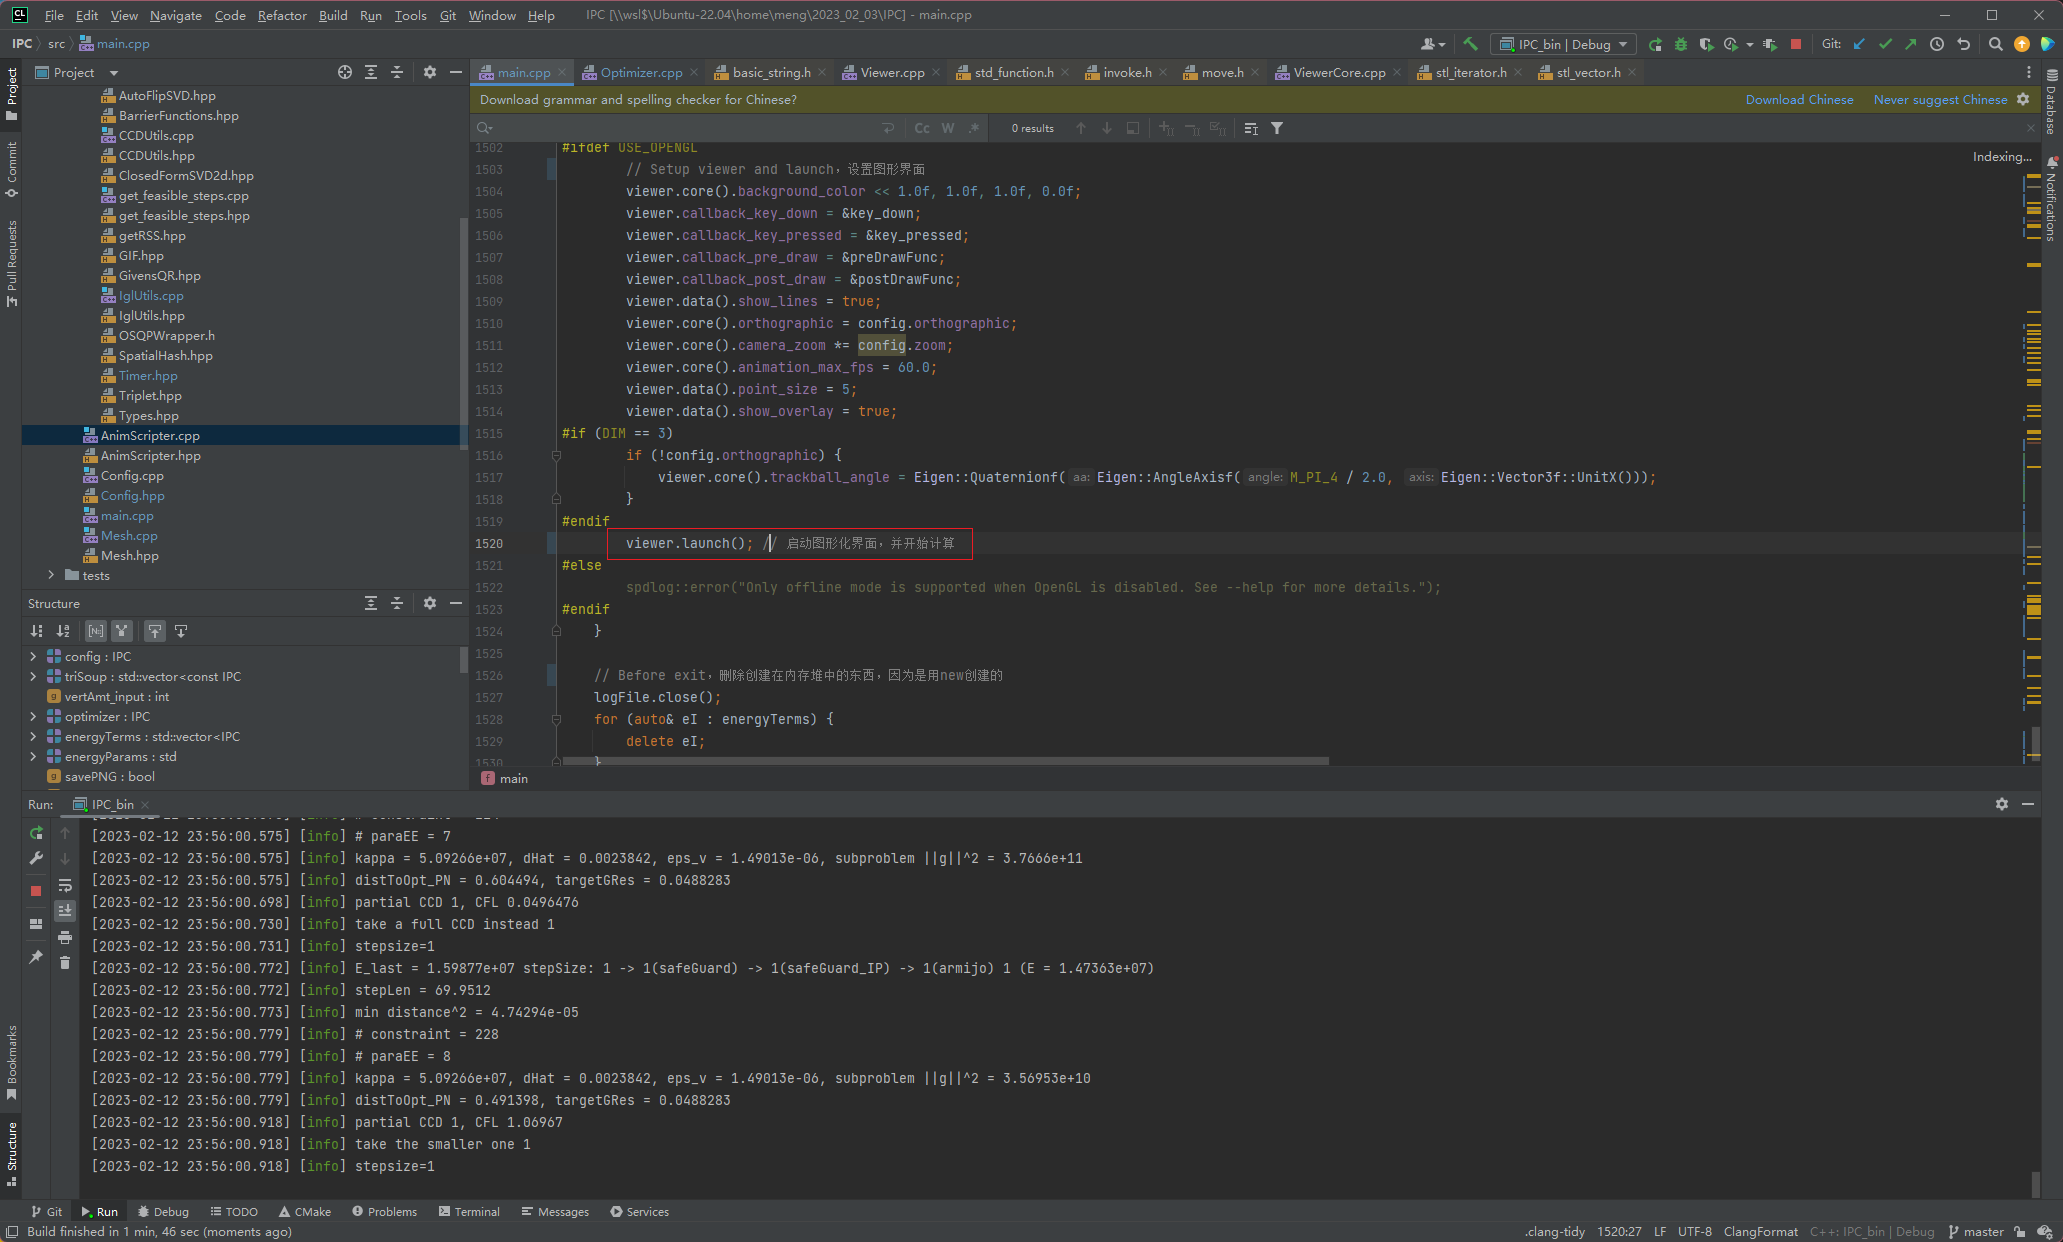 File Edit View Navigate Code Refactor Build Run Tools Git Window Help IPC [\\wsl$\Ubuntu-22.04\home\meng\2023_02_03\IPC] - main.cpp
IPC src main.cpp IPC_bin | Debug Git:
Project
Commit
Pull Requests
Bookmarks
Structure
Database
Notifications
Project
AutoFlipSVD.hpp
BarrierFunctions.hpp
CCDUtils.cpp
CCDUtils.hpp
ClosedFormSVD2d.hpp
get_feasible_steps.cpp
get_feasible_steps.hpp
getRSS.hpp
GIF.hpp
GivensQR.hpp
IglUtils.cpp
IglUtils.hpp
OSQPWrapper.h
SpatialHash.hpp
Timer.hpp
Triplet.hpp
Types.hpp
AnimScripter.cpp
AnimScripter.hpp
Config.cpp
Config.hpp
main.cpp
Mesh.cpp
Mesh.hpp
tests
Structure
config : IPC
triSoup : std::vector<const IPC
vertAmt_input : int
optimizer : IPC
energyTerms : std::vector<IPC
energyParams : std
savePNG : bool
main.cpp Optimizer.cpp basic_string.h Viewer.cpp std_function.h invoke.h move.h ViewerCore.cpp stl_iterator.h stl_vector.h
Download grammar and spelling checker for Chinese? Download Chinese Never suggest Chinese
Cc W .* 0 results
Indexing...
1502 #ifdef USE_OPENGL
1503 // Setup viewer and launch，设置图形界面
1504 viewer.core().background_color << 1.0f, 1.0f, 1.0f, 0.0f;
1505 viewer.callback_key_down = &key_down;
1506 viewer.callback_key_pressed = &key_pressed;
1507 viewer.callback_pre_draw = &preDrawFunc;
1508 viewer.callback_post_draw = &postDrawFunc;
1509 viewer.data().show_lines = true;
1510 viewer.core().orthographic = config.orthographic;
1511 viewer.core().camera_zoom *= config.zoom;
1512 viewer.core().animation_max_fps = 60.0;
1513 viewer.data().point_size = 5;
1514 viewer.data().show_overlay = true;
1515 #if (DIM == 3)
1516 if (!config.orthographic) {
1517 viewer.core().trackball_angle = Eigen::Quaternionf( aa: Eigen::AngleAxisf( angle: M_PI_4 / 2.0, axis: Eigen::Vector3f::UnitX()));
1518 }
1519 #endif
1520 viewer.launch(); // 启动图形化界面，并开始计算
1521 #else
1522 spdlog::error("Only offline mode is supported when OpenGL is disabled. See --help for more details.");
1523 #endif
1524 }
1525
1526 // Before exit，删除创建在内存堆中的东西，因为是用new创建的
1527 logFile.close();
1528 for (auto& eI : energyTerms) {
1529 delete eI;
1530 }
main
Run: IPC_bin
[2023-02-12 23:56:00.575] [info] # paraEE = 7
[2023-02-12 23:56:00.575] [info] kappa = 5.09266e+07, dHat = 0.0023842, eps_v = 1.49013e-06, subproblem ||g||^2 = 3.7666e+11
[2023-02-12 23:56:00.575] [info] distToOpt_PN = 0.604494, targetGRes = 0.0488283
[2023-02-12 23:56:00.698] [info] partial CCD 1, CFL 0.0496476
[2023-02-12 23:56:00.730] [info] take a full CCD instead 1
[2023-02-12 23:56:00.731] [info] stepsize=1
[2023-02-12 23:56:00.772] [info] E_last = 1.59877e+07 stepSize: 1 -> 1(safeGuard) -> 1(safeGuard_IP) -> 1(armijo) 1 (E = 1.47363e+07)
[2023-02-12 23:56:00.772] [info] stepLen = 69.9512
[2023-02-12 23:56:00.773] [info] min distance^2 = 4.74294e-05
[2023-02-12 23:56:00.779] [info] # constraint = 228
[2023-02-12 23:56:00.779] [info] # paraEE = 8
[2023-02-12 23:56:00.779] [info] kappa = 5.09266e+07, dHat = 0.0023842, eps_v = 1.49013e-06, subproblem ||g||^2 = 3.56953e+10
[2023-02-12 23:56:00.779] [info] distToOpt_PN = 0.491398, targetGRes = 0.0488283
[2023-02-12 23:56:00.918] [info] partial CCD 1, CFL 1.06967
[2023-02-12 23:56:00.918] [info] take the smaller one 1
[2023-02-12 23:56:00.918] [info] stepsize=1
Git Run Debug TODO CMake Problems Terminal Messages Services
Build finished in 1 min, 46 sec (moments ago) .clang-tidy 1520:27 LF UTF-8 ClangFormat C++: IPC_bin | Debug master